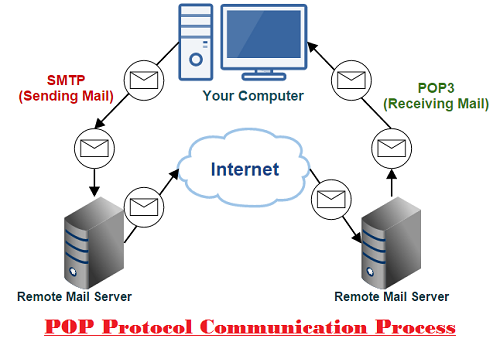 SMTP
(Sending Mail)
Your Computer
POP3
(Receiving Mail)
Internet
Remote Mail Server
Remote Mail Server
POP Protocol Communication Process